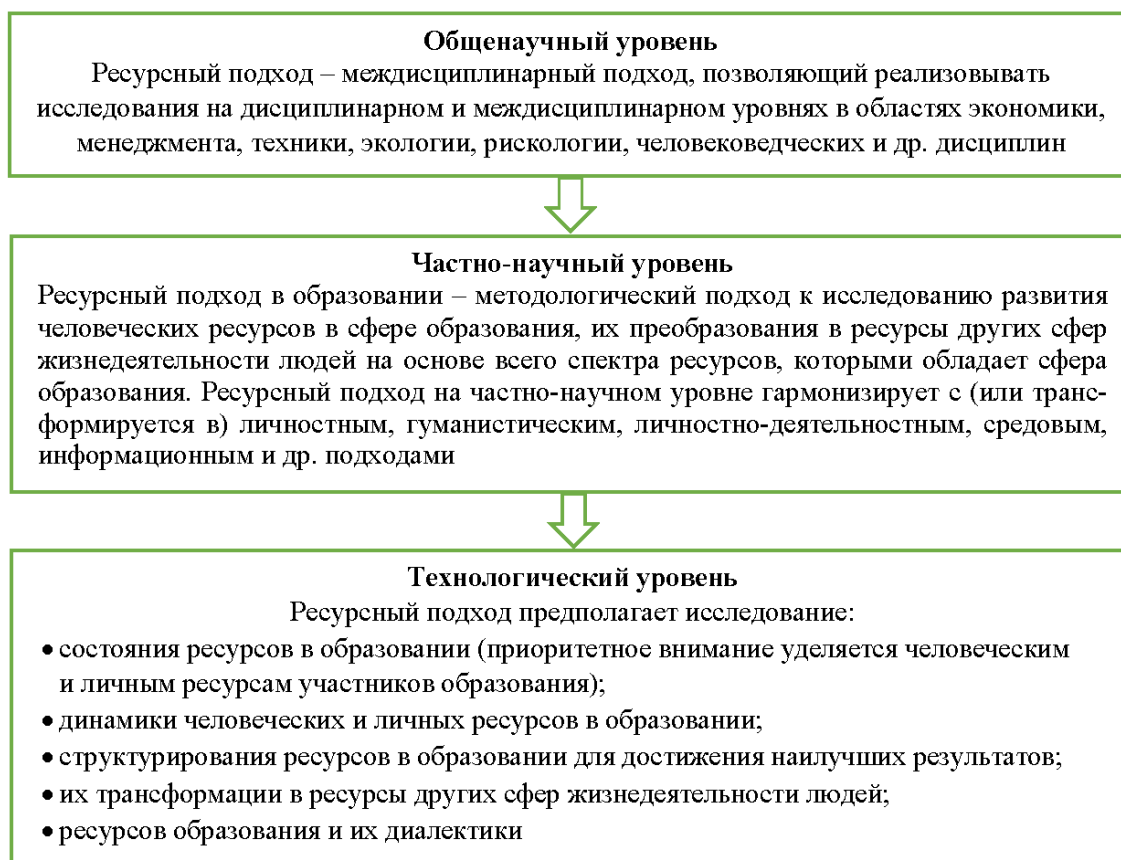 Общенаучный уровень
Ресурсный подход – междисциплинарный подход, позволяющий реализовывать
исследования на дисциплинарном и междисциплинарном уровнях в областях экономики,
менеджмента, техники, экологии, рискологии, человековедческих и др. дисциплин
Частно-научный уровень
Ресурсный подход в образовании – методологический подход к исследованию развития
человеческих ресурсов в сфере образования, их преобразования в ресурсы других сфер
жизнедеятельности людей на основе всего спектра ресурсов, которыми обладает сфера
образования. Ресурсный подход на частно-научном уровне гармонизирует с (или транс-
формируется в) личностным, гуманистическим, личностно-деятельностным, средовым,
информационным и др. подходами
Технологический уровень
Ресурсный подход предполагает исследование:
• состояния ресурсов в образовании (приоритетное внимание уделяется человеческим
и личным ресурсам участников образования);
• динамики человеческих и личных ресурсов в образовании;
• структурирования ресурсов в образовании для достижения наилучших результатов;
• их трансформации в ресурсы других сфер жизнедеятельности людей;
• ресурсов образования и их диалектики